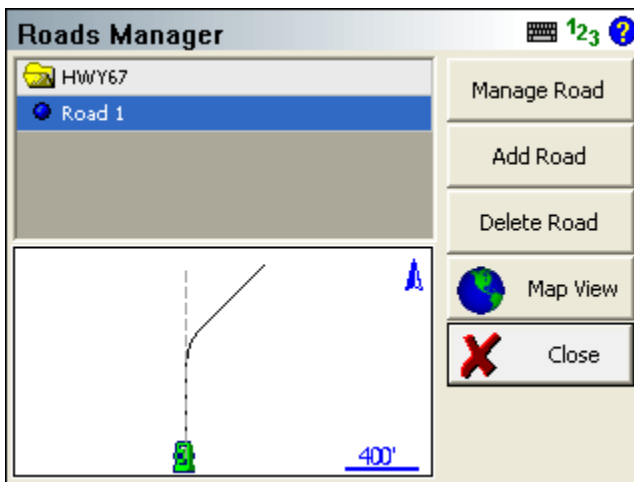 Roads Manager
123
?
HWY67
Road 1
Manage Road
Add Road
Delete Road
Map View
Close
400'